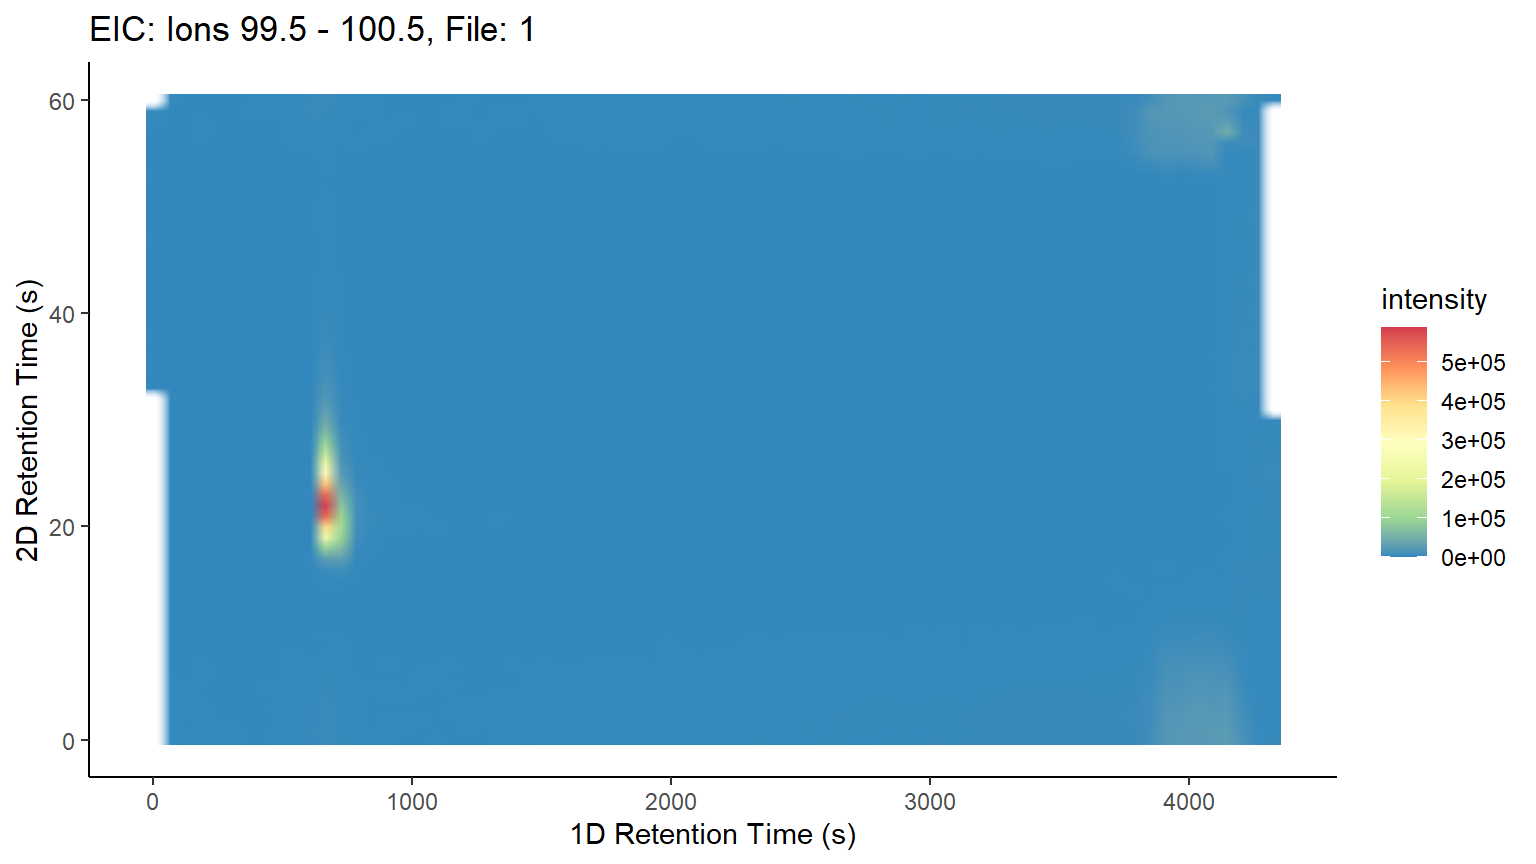 EIC: Ions 99.5 - 100.5, File: 1
60
40
20
0
2D Retention Time (s)
0 1000 2000 3000 4000
1D Retention Time (s)
intensity
5e+05
4e+05
3e+05
2e+05
1e+05
0e+00